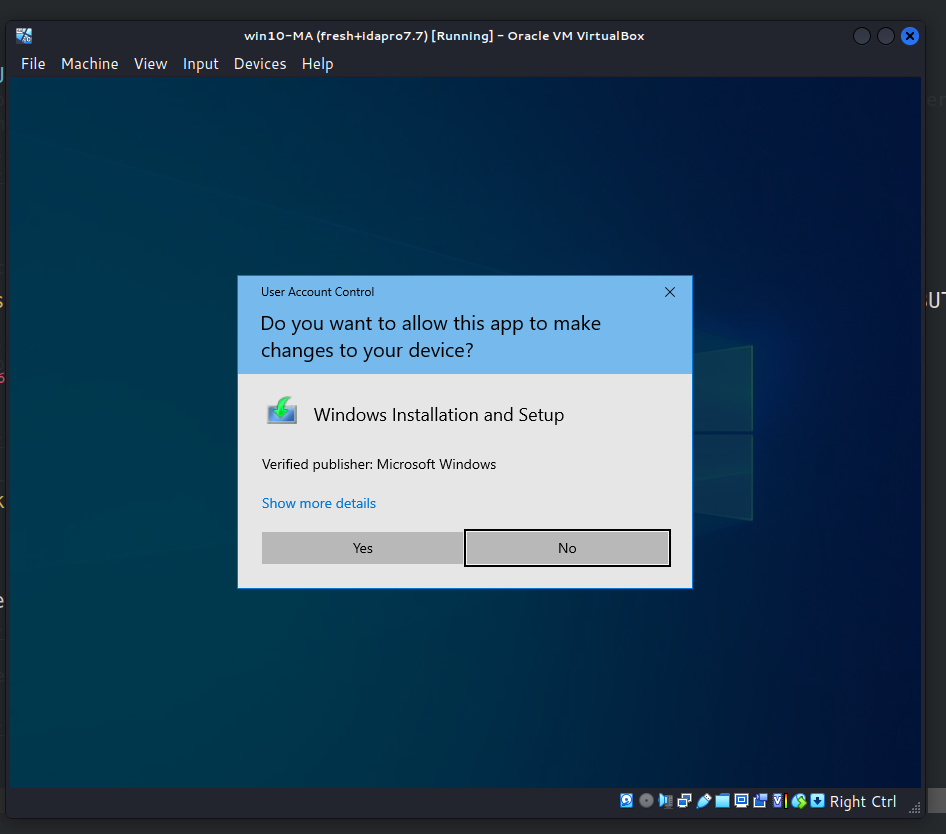 win10-MA (fresh+idapro7.7) [Running] - Oracle VM VirtualBox
File Machine View Input Devices Help
User Account Control
Do you want to allow this app to make
changes to your device?
Windows Installation and Setup
Verified publisher: Microsoft Windows
Show more details
Yes No
Right Ctrl